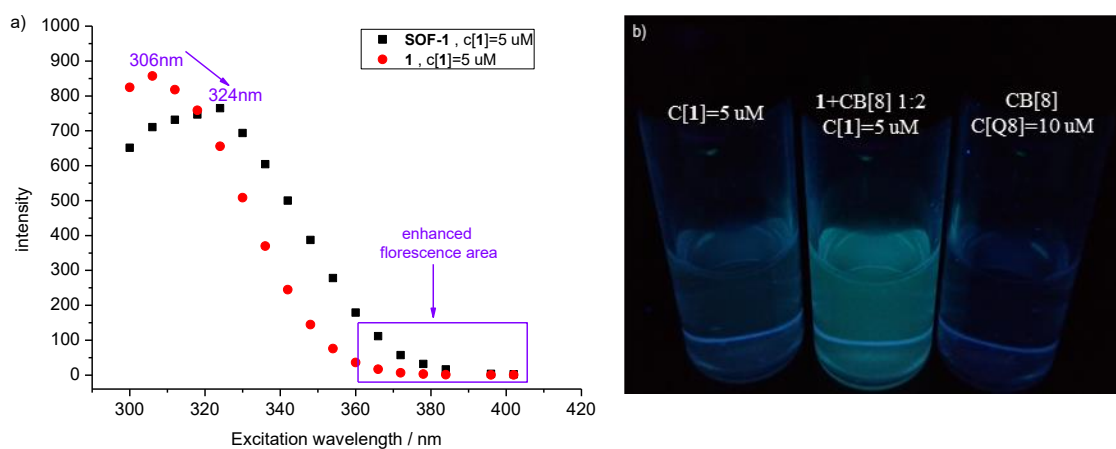 a)
1000
900
800
700
600
500
400
300
200
100
0
intensity
300
320
340
360
380
400
420
Excitation wavelength / nm
306nm
324nm
SOF-1 , c[1]=5 uM
1 , c[1]=5 uM
enhanced
florescence area
b)
C[1]=5 uM
1+CB[8] 1:2
C[1]=5 uM
CB[8]
C[Q8]=10 uM